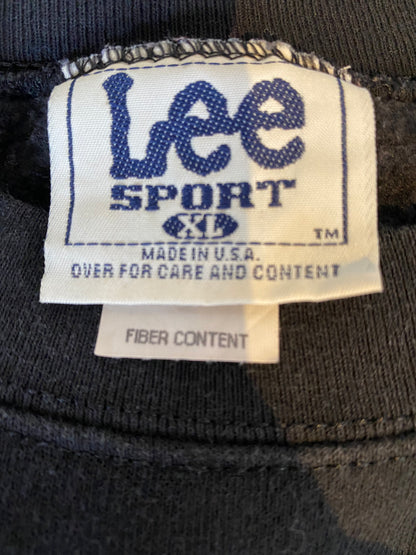 Lee
SPORT
XL
TM
MADE IN U.S.A.
OVER FOR CARE AND CONTENT
FIBER CONTENT